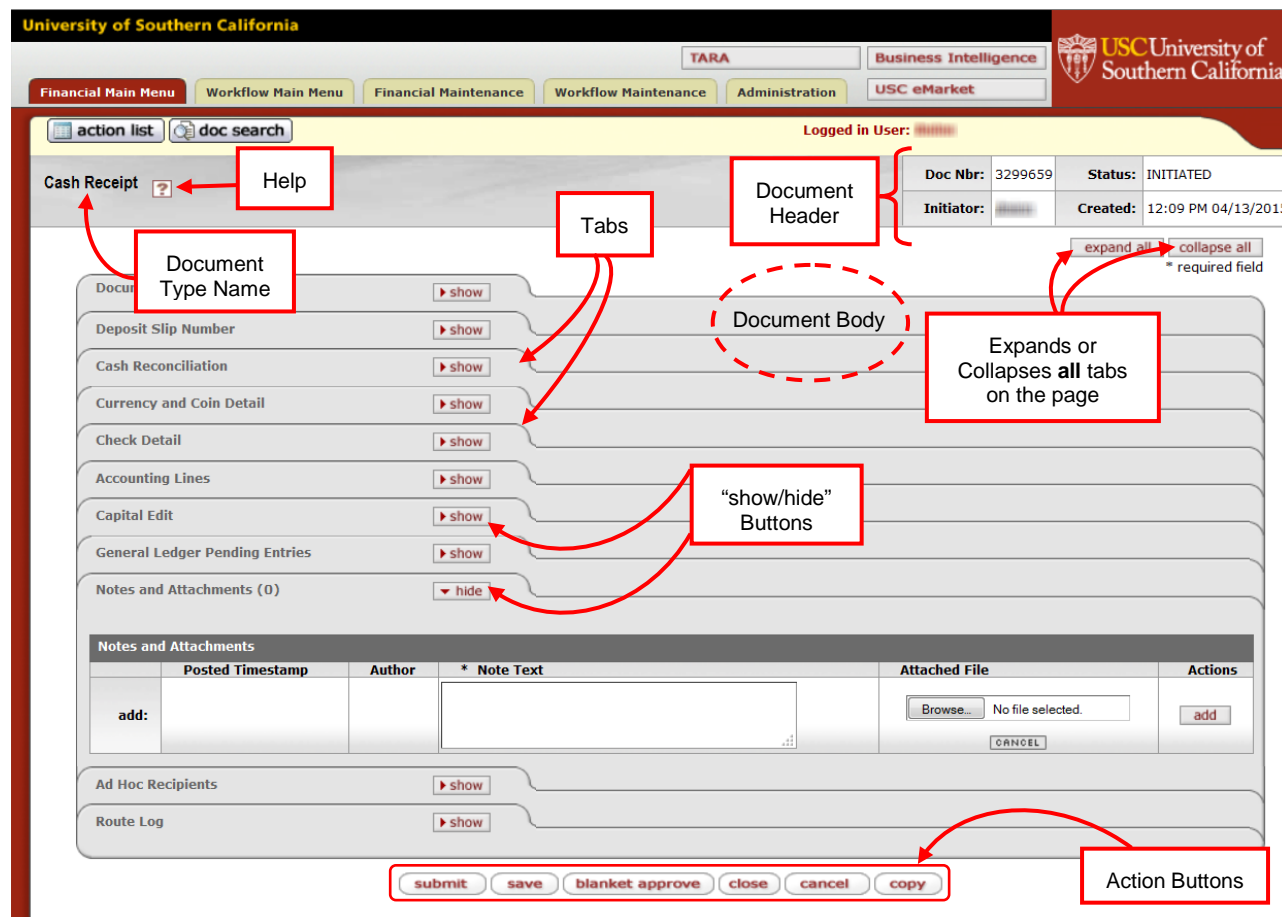 University of Southern California
TARA
Business Intelligence
USC University of
Southern California
Financial Main Menu
Workflow Main Menu
Financial Maintenance
Workflow Maintenance
Administration
USC eMarket
action list
doc search
Logged in User:
Cash Receipt
?
Help
Document
Header
Doc Nbr: 3299659 Status: INITIATED
Initiator: Created: 12:09 PM 04/13/201
Tabs
expand all collapse all
* required field
Document
Type Name
Docu
show
Document Body
Deposit Slip Number
show
Expands or
Collapses all tabs
on the page
Cash Reconciliation
show
Currency and Coin Detail
show
Check Detail
show
Accounting Lines
show
“show/hide”
Buttons
Capital Edit
show
General Ledger Pending Entries
show
Notes and Attachments (0)
hide
Notes and Attachments
Posted Timestamp Author * Note Text Attached File Actions
add:
Browse... No file selected.
add
CANCEL
Ad Hoc Recipients
show
Route Log
show
submit save blanket approve close cancel copy
Action Buttons